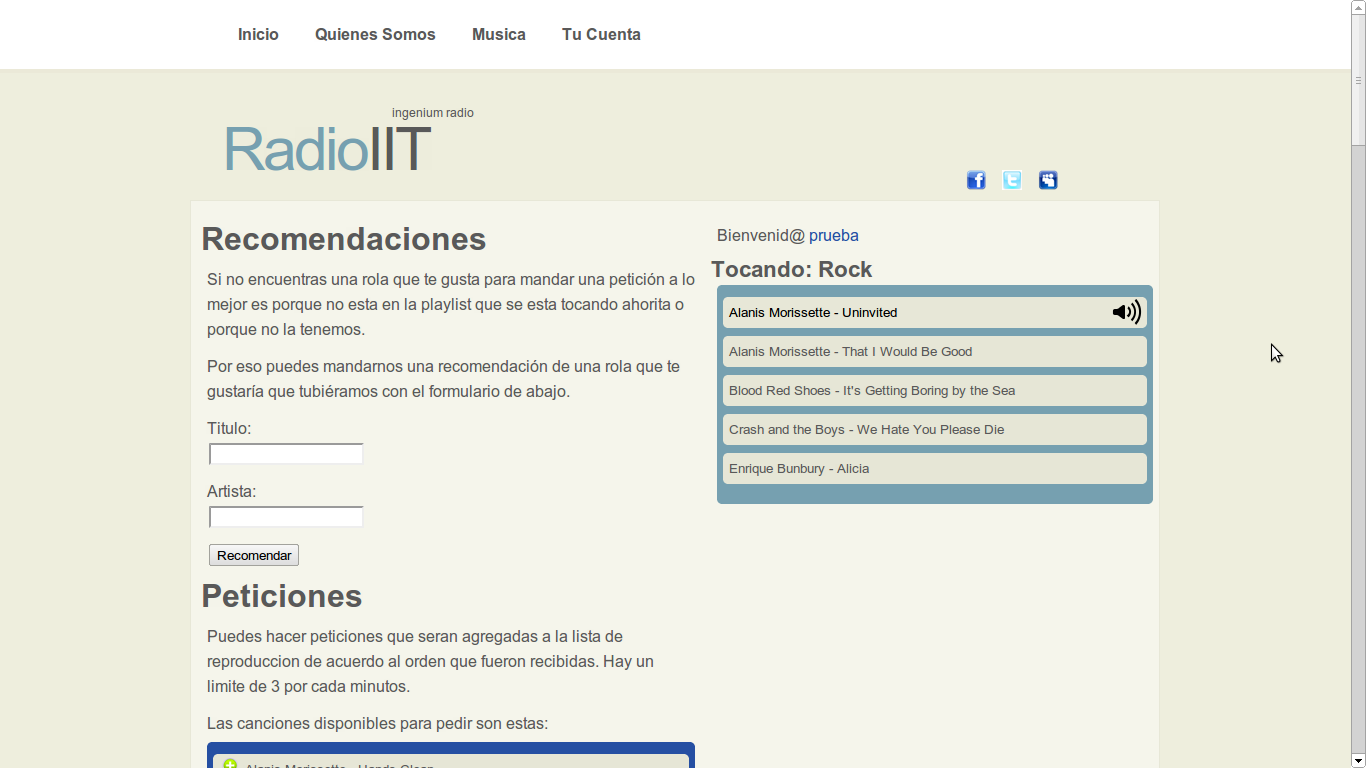 Inicio Quienes Somos Musica Tu Cuenta
ingenium radio
RadioIIT
Recomendaciones
Si no encuentras una rola que te gusta para mandar una petición a lo
mejor es porque no esta en la playlist que se esta tocando ahorita o
porque no la tenemos.
Por eso puedes mandarnos una recomendación de una rola que te
gustaría que tubiéramos con el formulario de abajo.
Titulo:
Artista:
Recomendar
Peticiones
Puedes hacer peticiones que seran agregadas a la lista de
reproduccion de acuerdo al orden que fueron recibidas. Hay un
limite de 3 por cada minutos.
Las canciones disponibles para pedir son estas:
Alanis Morissette - Hands Clean
Bienvenid@ prueba
Tocando: Rock
Alanis Morissette - Uninvited
Alanis Morissette - That I Would Be Good
Blood Red Shoes - It's Getting Boring by the Sea
Crash and the Boys - We Hate You Please Die
Enrique Bunbury - Alicia